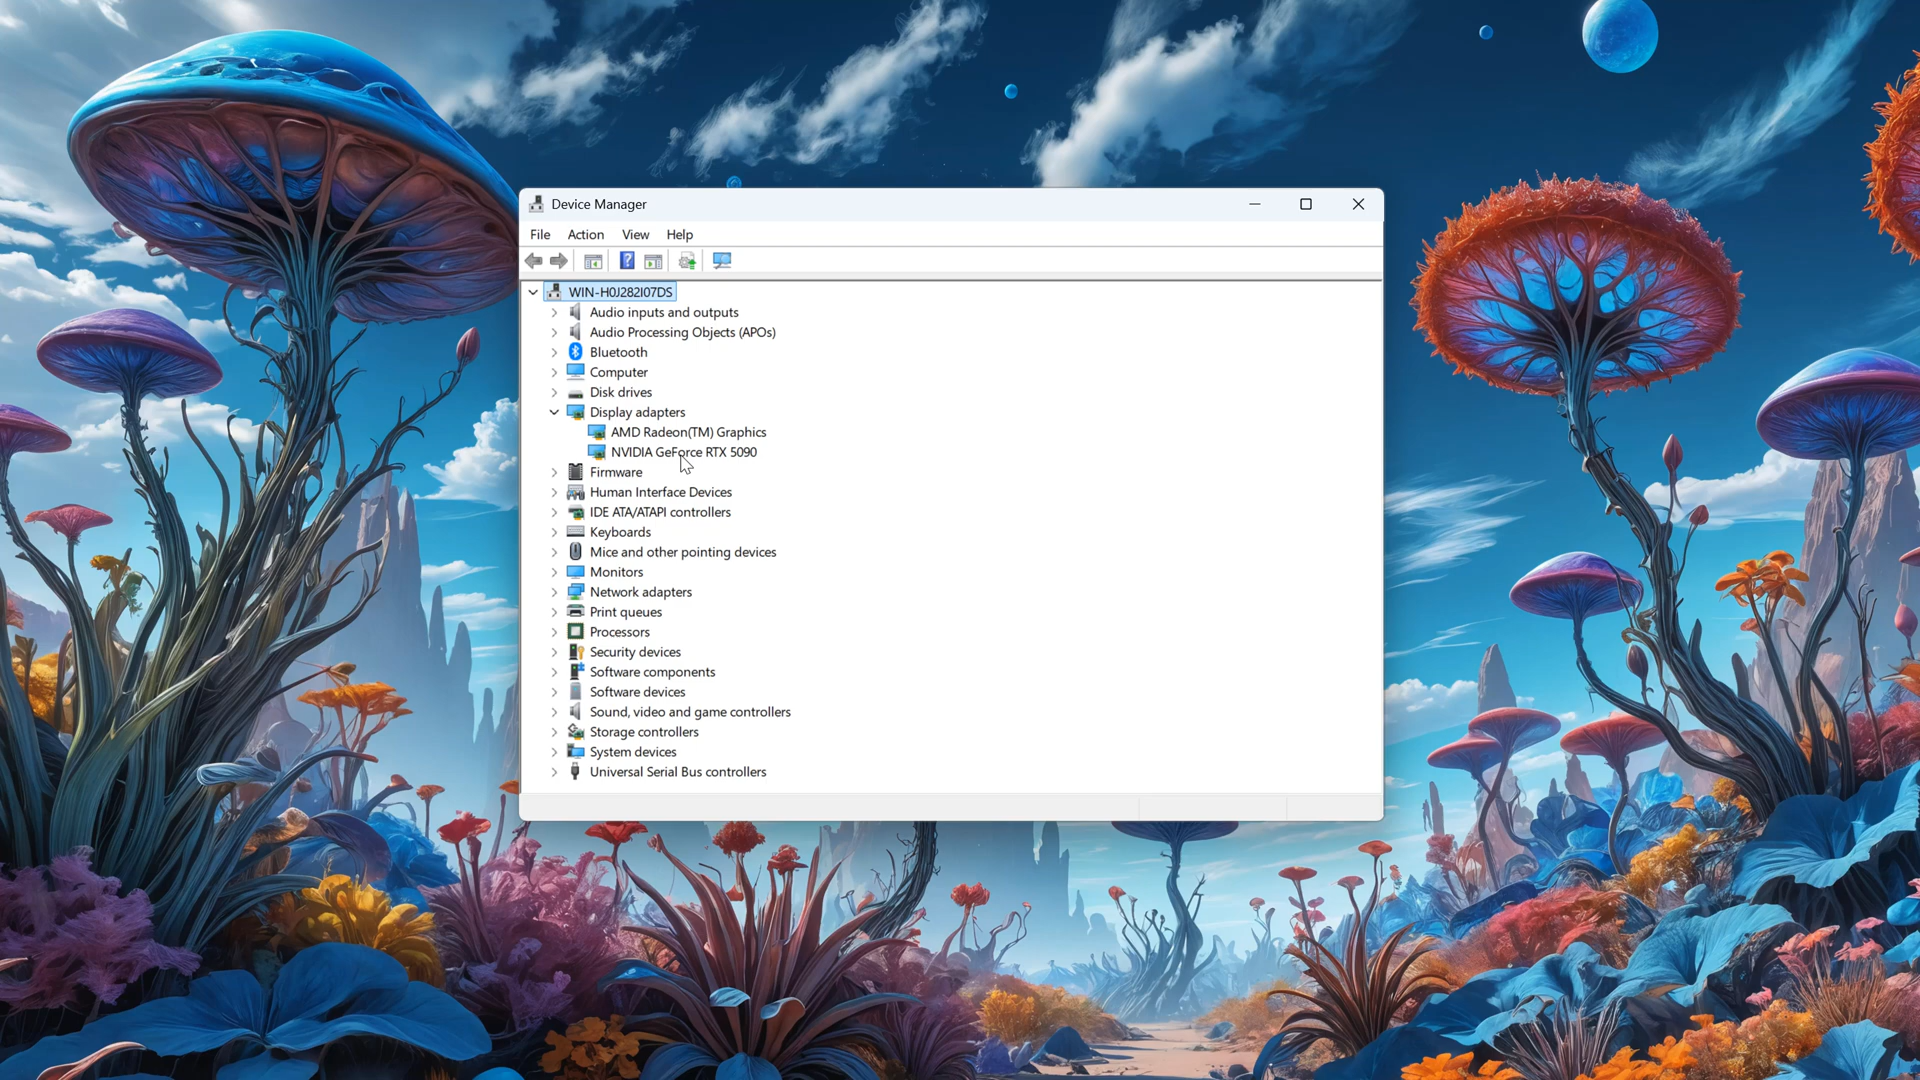 Device Manager
File Action View Help
WIN-H0J282I07DS
Audio inputs and outputs
Audio Processing Objects (APOs)
Bluetooth
Computer
Disk drives
Display adapters
AMD Radeon(TM) Graphics
NVIDIA GeForce RTX 5090
Firmware
Human Interface Devices
IDE ATA/ATAPI controllers
Keyboards
Mice and other pointing devices
Monitors
Network adapters
Print queues
Processors
Security devices
Software components
Software devices
Sound, video and game controllers
Storage controllers
System devices
Universal Serial Bus controllers